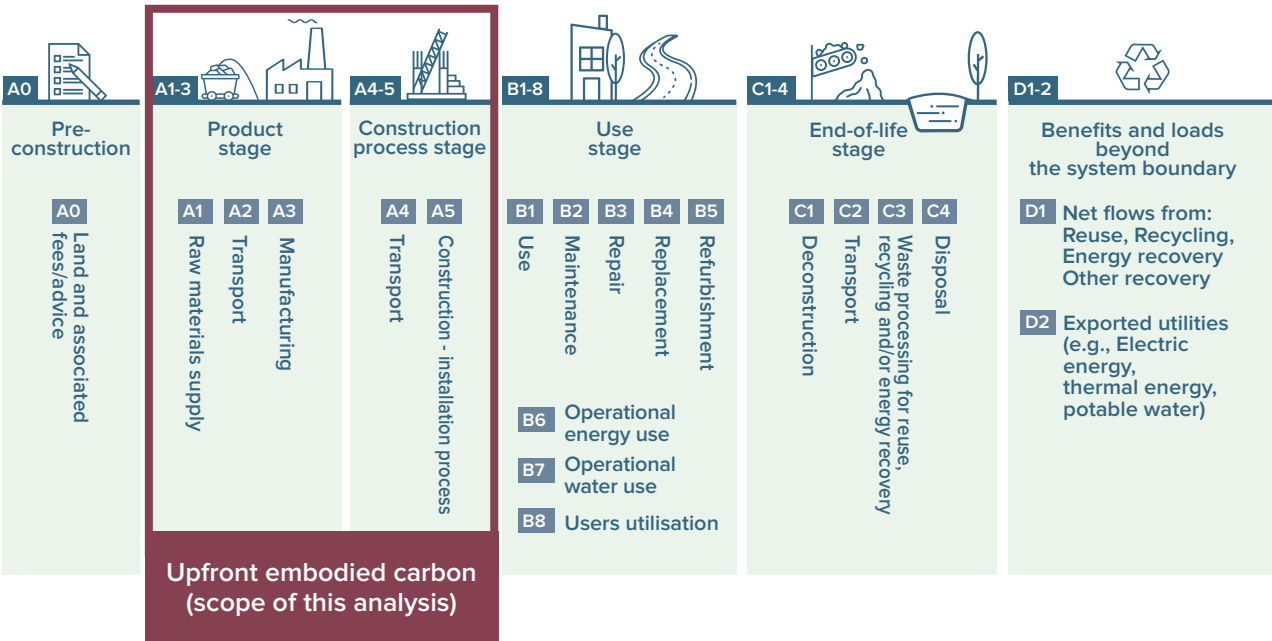 A0
Pre-
construction
A0
Land and associated
fees/advice
A1-3
Product
stage
A1
Raw materials supply
A2
Transport
A3
Manufacturing
A4-5
Construction
process stage
A4
Transport
A5
Construction - installation process
Upfront embodied carbon
(scope of this analysis)
B1-8
Use
stage
B1
Use
B2
Maintenance
B3
Repair
B4
Replacement
B5
Refurbishment
B6
Operational
energy use
B7
Operational
water use
B8
Users utilisation
C1-4
End-of-life
stage
C1
Deconstruction
C2
Transport
C3
Waste processing for reuse,
recycling and/or energy recovery
C4
Disposal
D1-2
Benefits and loads
beyond
the system boundary
D1
Net flows from:
Reuse, Recycling,
Energy recovery
Other recovery
D2
Exported utilities
(e.g., Electric
energy,
thermal energy,
potable water)